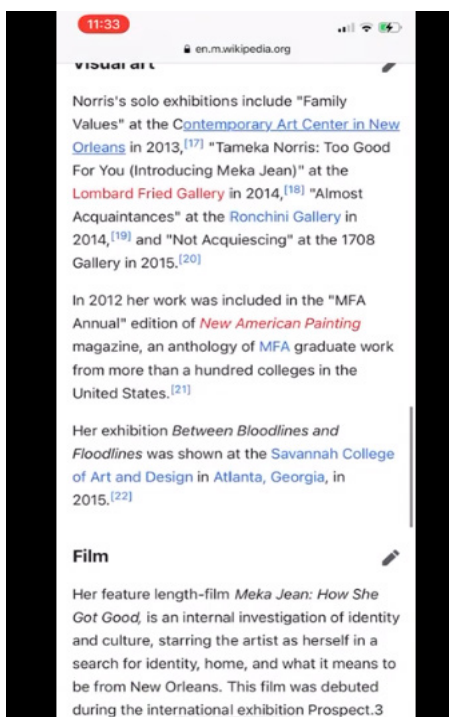 11:33
en.m.wikipedia.org
Visual art
Norris's solo exhibitions include "Family
Values" at the Contemporary Art Center in New
Orleans in 2013,[17] "Tameka Norris: Too Good
For You (Introducing Meka Jean)" at the
Lombard Fried Gallery in 2014,[18] "Almost
Acquaintances" at the Ronchini Gallery in
2014,[19] and "Not Acquiescing" at the 1708
Gallery in 2015.[20]
In 2012 her work was included in the "MFA
Annual" edition of New American Painting
magazine, an anthology of MFA graduate work
from more than a hundred colleges in the
United States.[21]
Her exhibition Between Bloodlines and
Floodlines was shown at the Savannah College
of Art and Design in Atlanta, Georgia, in
2015.[22]
Film
Her feature length-film Meka Jean: How She
Got Good, is an internal investigation of identity
and culture, starring the artist as herself in a
search for identity, home, and what it means to
be from New Orleans. This film was debuted
during the international exhibition Prospect.3